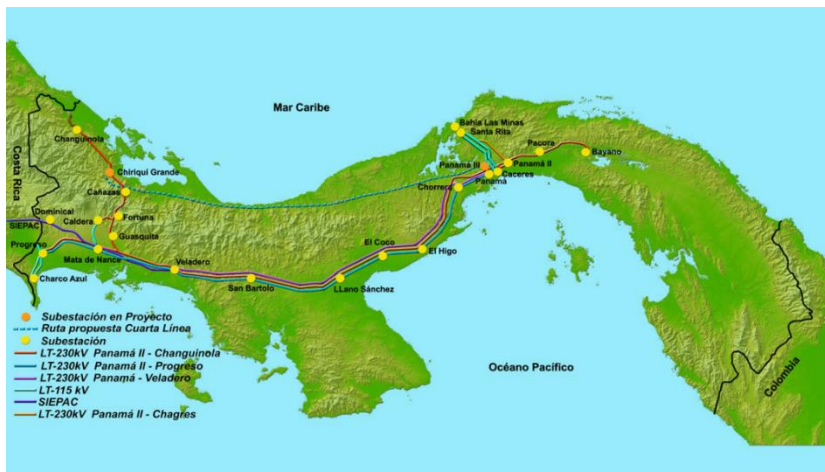 Mar Caribe
Bahía Las Minas
Santa Rita
Changuinola
Pacora
Bayano
Panamá III
Panamá II
Chiriqui Grande
Caceres
Panamá
Costa Rica
Cañazas
Chorrera
Dominical
Caldera
Fortuna
SIEPAC
Guasquita
El Coco
El Higo
Progreso
Mata de Nance
Veladero
Charco Azul
San Bartolo
LLano Sánchez
Substación en Proyecto
Ruta propuesta Cuarta Línea
Subestación
LT-230kV Panamá II - Changuinola
LT-230kV Panamá II - Progreso
LT-230kV Panamá - Veladero
LT-115 kV
SIEPAC
LT-230kV Panamá II - Chagres
Océano Pacífico
Colombia